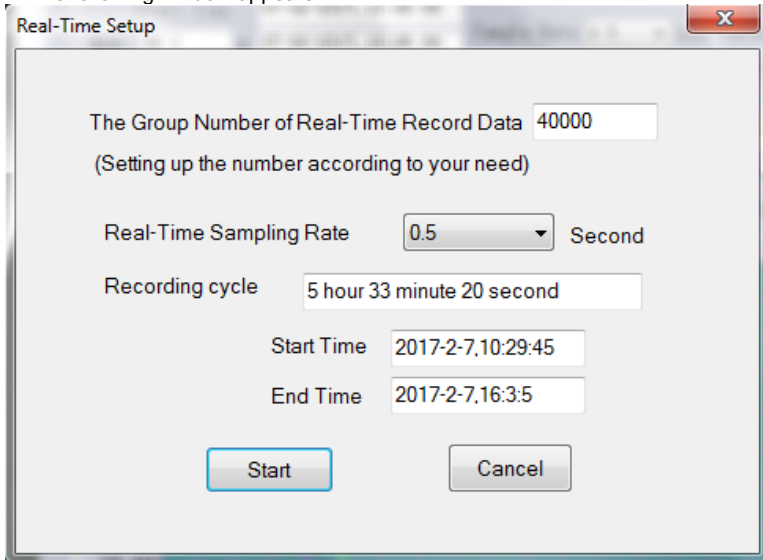 Real-Time Setup
The Group Number of Real-Time Record Data 40000
(Setting up the number according to your need)
Real-Time Sampling Rate 0.5 Second
Recording cycle 5 hour 33 minute 20 second
Start Time 2017-2-7,10:29:45
End Time 2017-2-7,16:3:5
Start Cancel